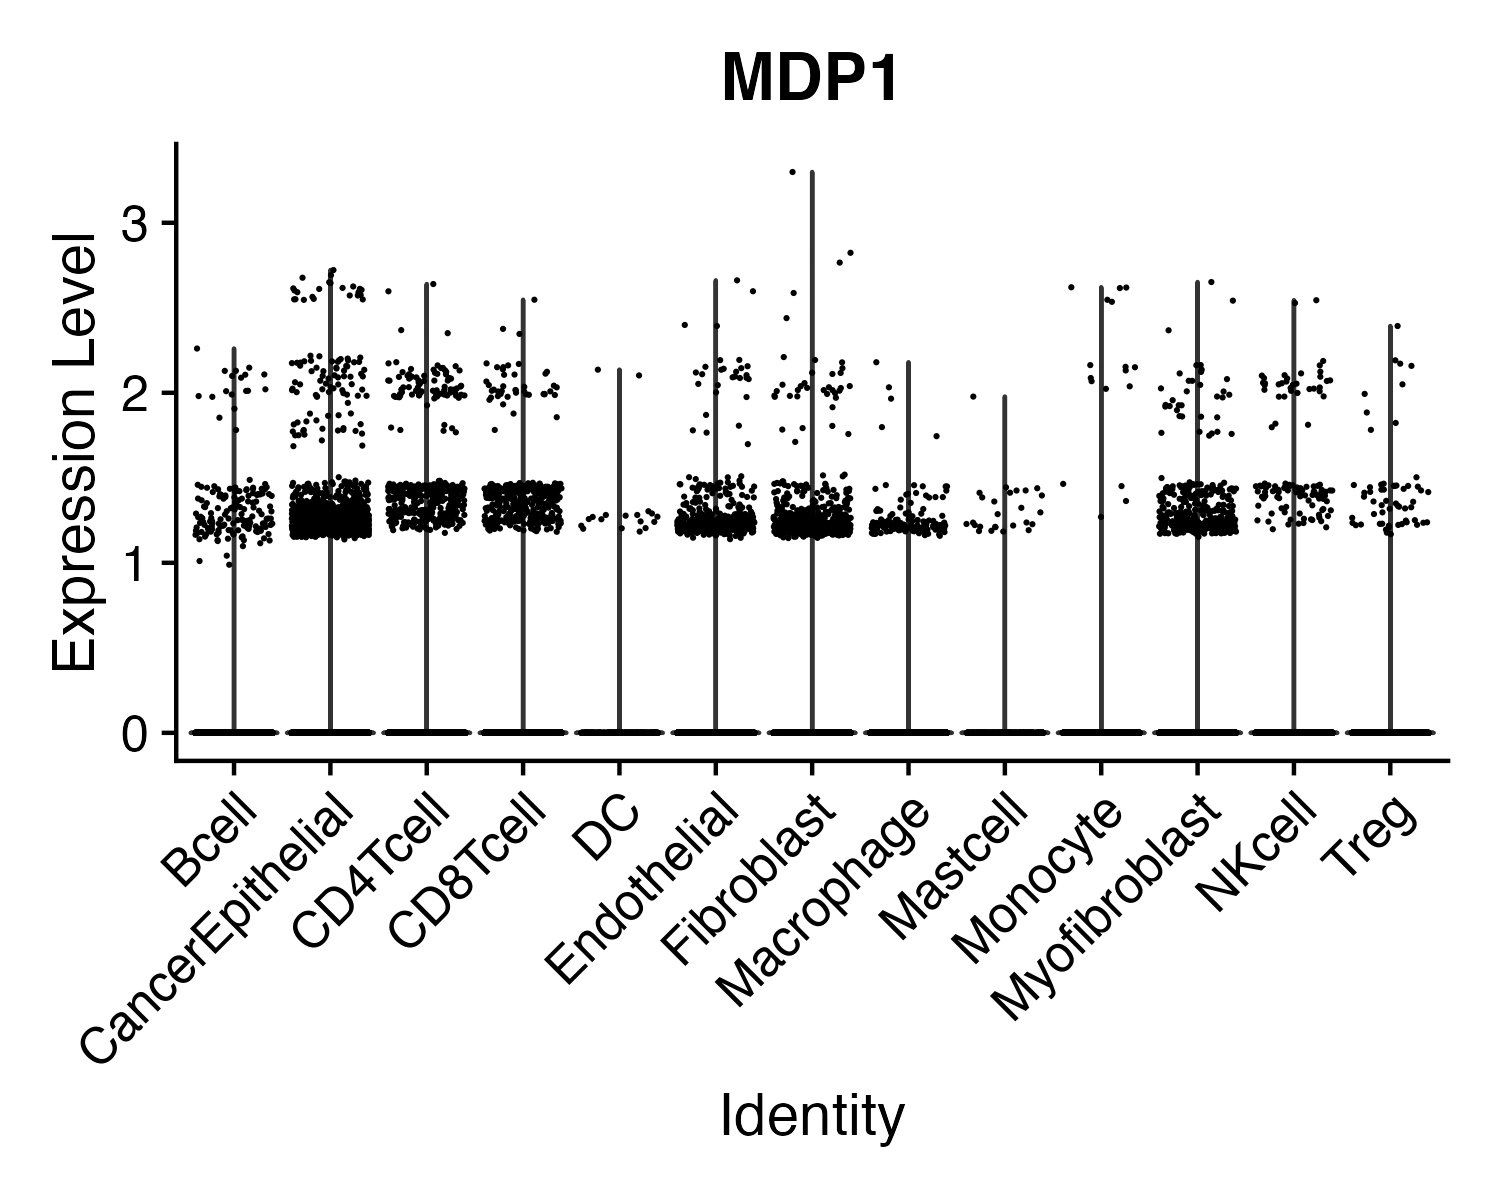 MDP1
Expression Level
3
2
1
0
Bcell
CancerEpithelial
CD4Tcell
CD8Tcell
DC
Endothelial
Fibroblast
Macrophage
Mastcell
Monocyte
Myofibroblast
NKcell
Treg
Identity